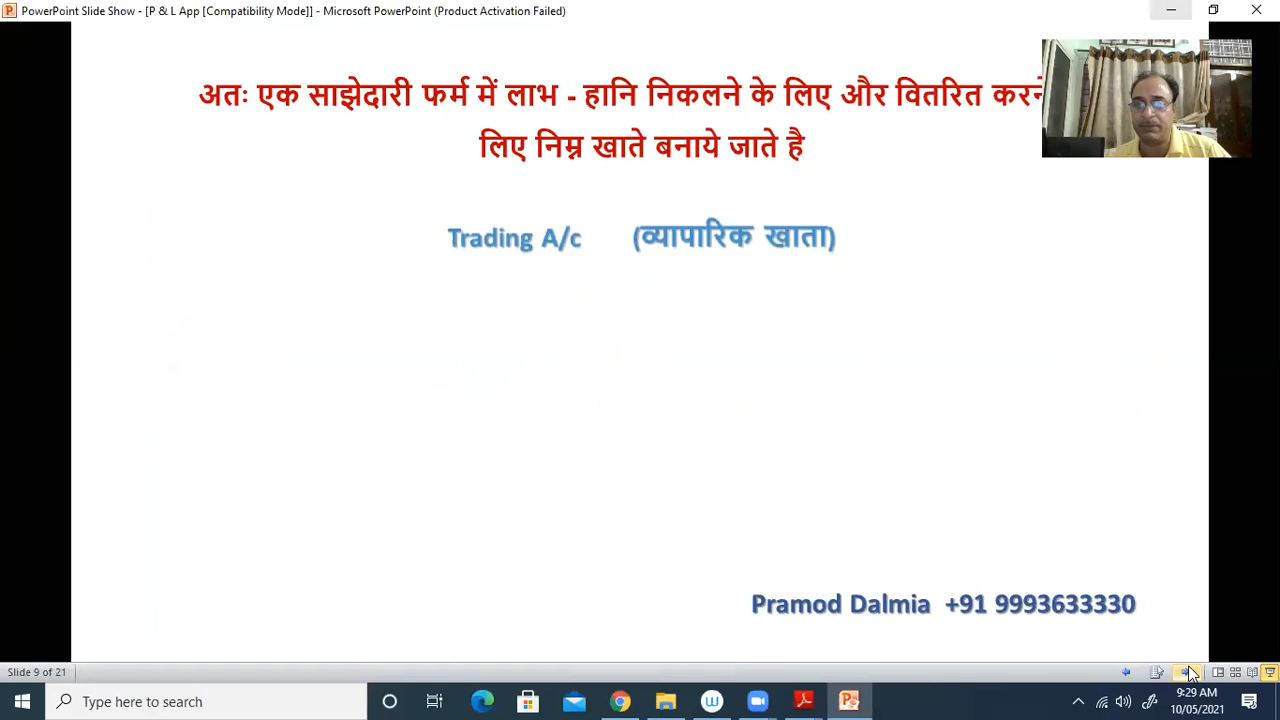 PowerPoint Slide Show - [P & L App [Compatibility Mode]] - Microsoft PowerPoint (Product Activation Failed)
अतः एक साझेदारी फर्म में लाभ - हानि निकलने के लिए और वितरित
लिए निम्न खाते बनाये जाते है
Trading A/c (व्यापारिक खाता)
Pramod Dalmia +91 9993633330
Slide 9 of 21
Type here to search
9:29 AM
10/05/2021